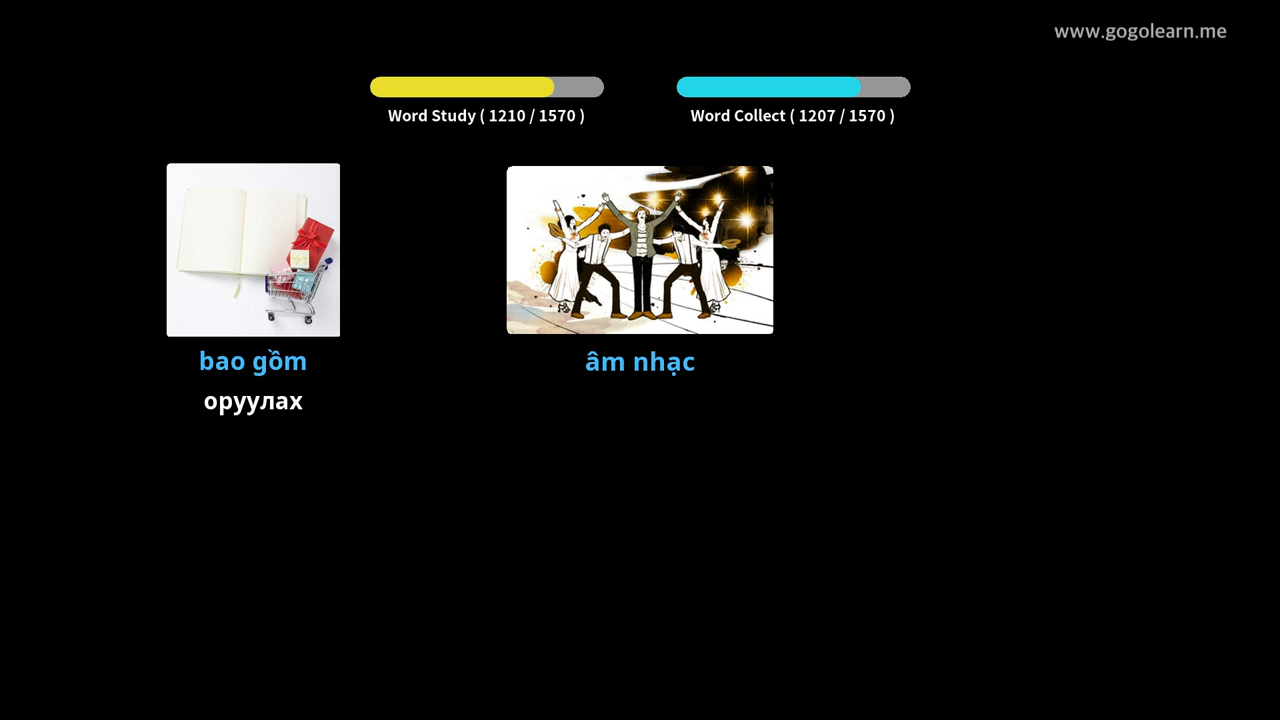 www.gogolearn.me
Word Study ( 1210 / 1570 )
Word Collect ( 1207 / 1570 )
bao gồm
оруулах
âm nhạc